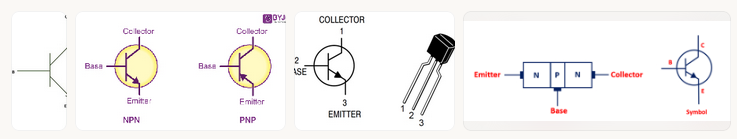 BYJ
Collector
Base
Emitter
NPN
Collector
Base
Emitter
PNP
COLLECTOR
1
2
ASE
3
EMITTER
1
2
3
Emitter
N
P
N
Collector
Base
C
B
E
Symbol